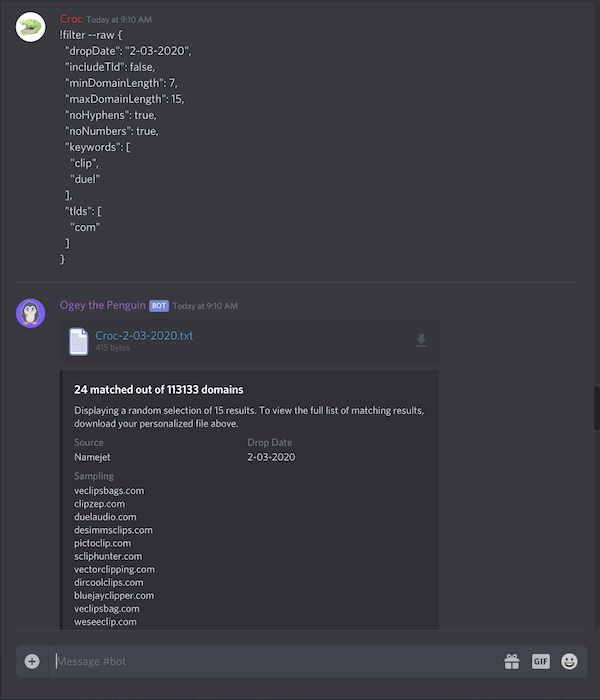 Croc Today at 9:10 AM
!filter --raw {
"dropDate": "2-03-2020",
"includeTld": false,
"minDomainLength": 7,
"maxDomainLength": 15,
"noHyphens": true,
"noNumbers": true,
"keywords": [
"clip",
"duel"
],
"tlds": [
"com"
]
}
Ogey the Penguin BOT Today at 9:10 AM
Croc-2-03-2020.txt
415 bytes
24 matched out of 113133 domains
Displaying a random selection of 15 results. To view the full list of matching results,
download your personalized file above.
Source Drop Date
Namejet 2-03-2020
Sampling
veclipsbags.com
clipzep.com
duelaudio.com
desimmsclips.com
pictoclip.com
scliphunter.com
vectorclipping.com
dircoolclips.com
bluejayclipper.com
veclipsbag.com
weseeclip.com
Message #bot
GIF